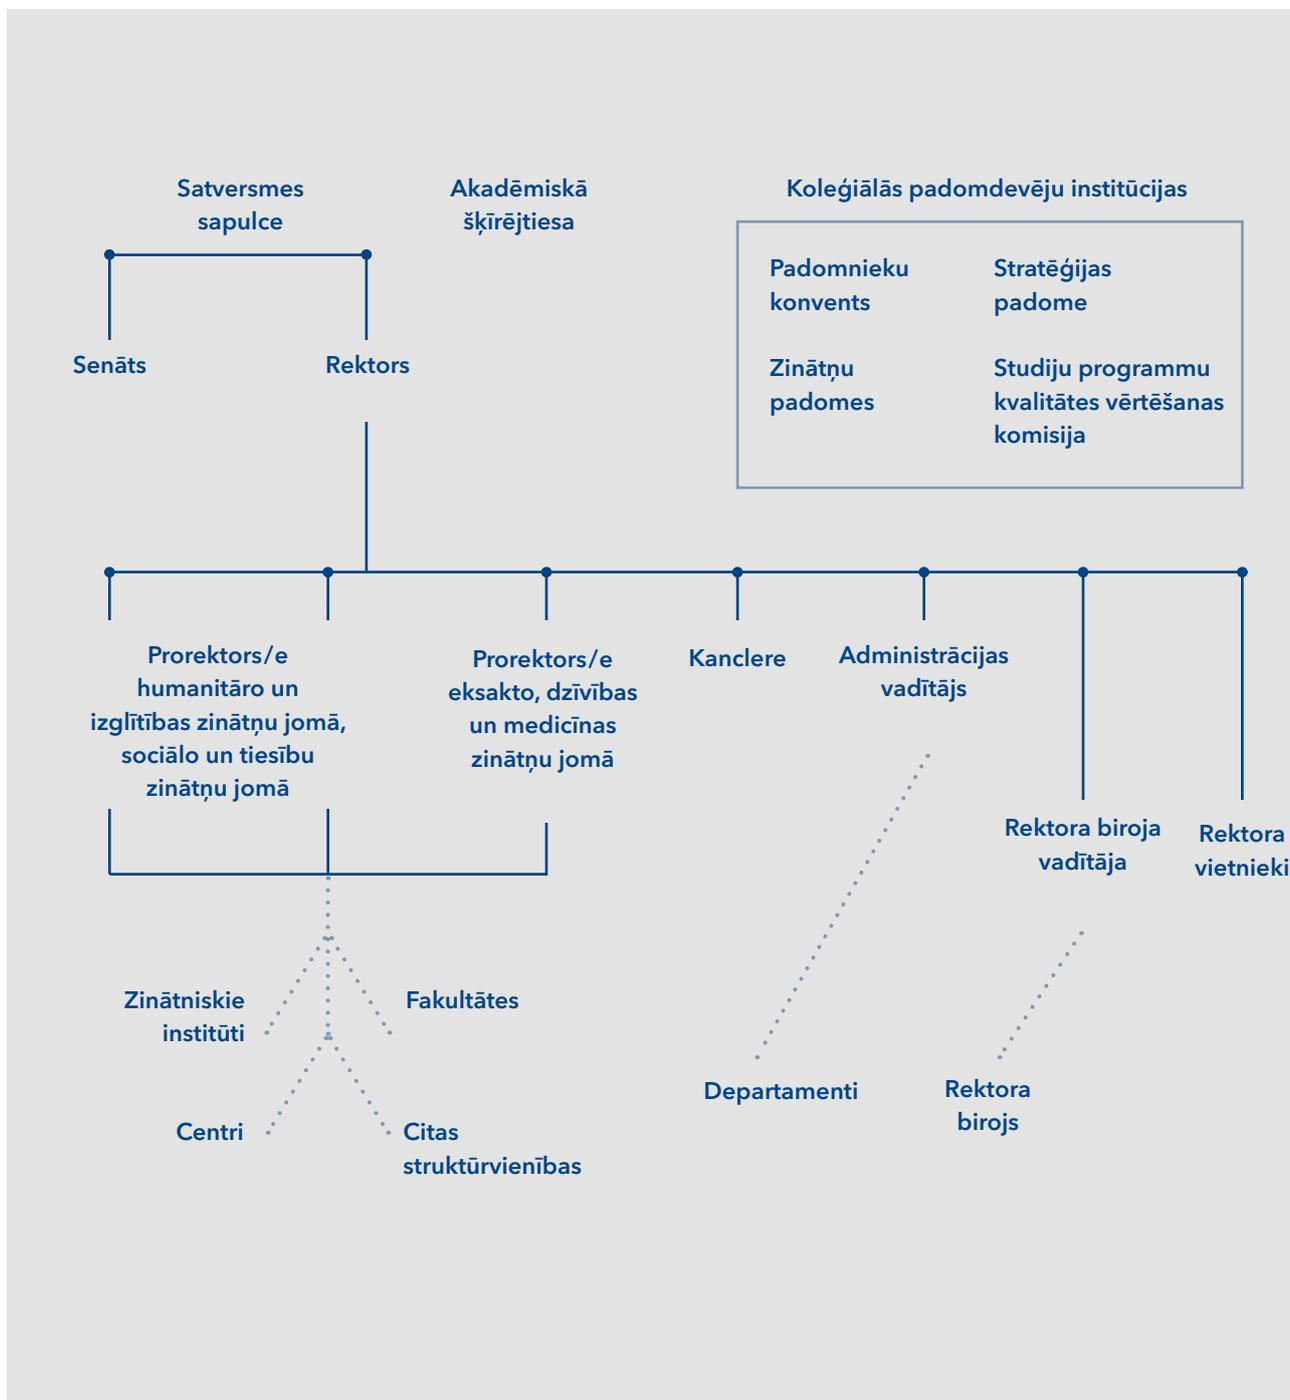 Satversmes
sapulce
Akadēmiskā
šķīrējtiesa
Koleģiālās padomdevēju institūcijas
Padomnieku
konvents
Stratēģijas
padome
Zinātņu
padomes
Studiju programmu
kvalitātes vērtēšanas
komisija
Senāts
Rektors
Prorektors/e
humanitāro un
izglītības zinātņu jomā,
sociālo un tiesību
zinātņu jomā
Prorektors/e
eksakto, dzīvības
un medicīnas
zinātņu jomā
Kanclere
Administrācijas
vadītājs
Rektora biroja
vadītāja
Rektora
vietnieki
Zinātniskie
institūti
Fakultātes
Centri
Citas
struktūrvienības
Departamenti
Rektora
birojs